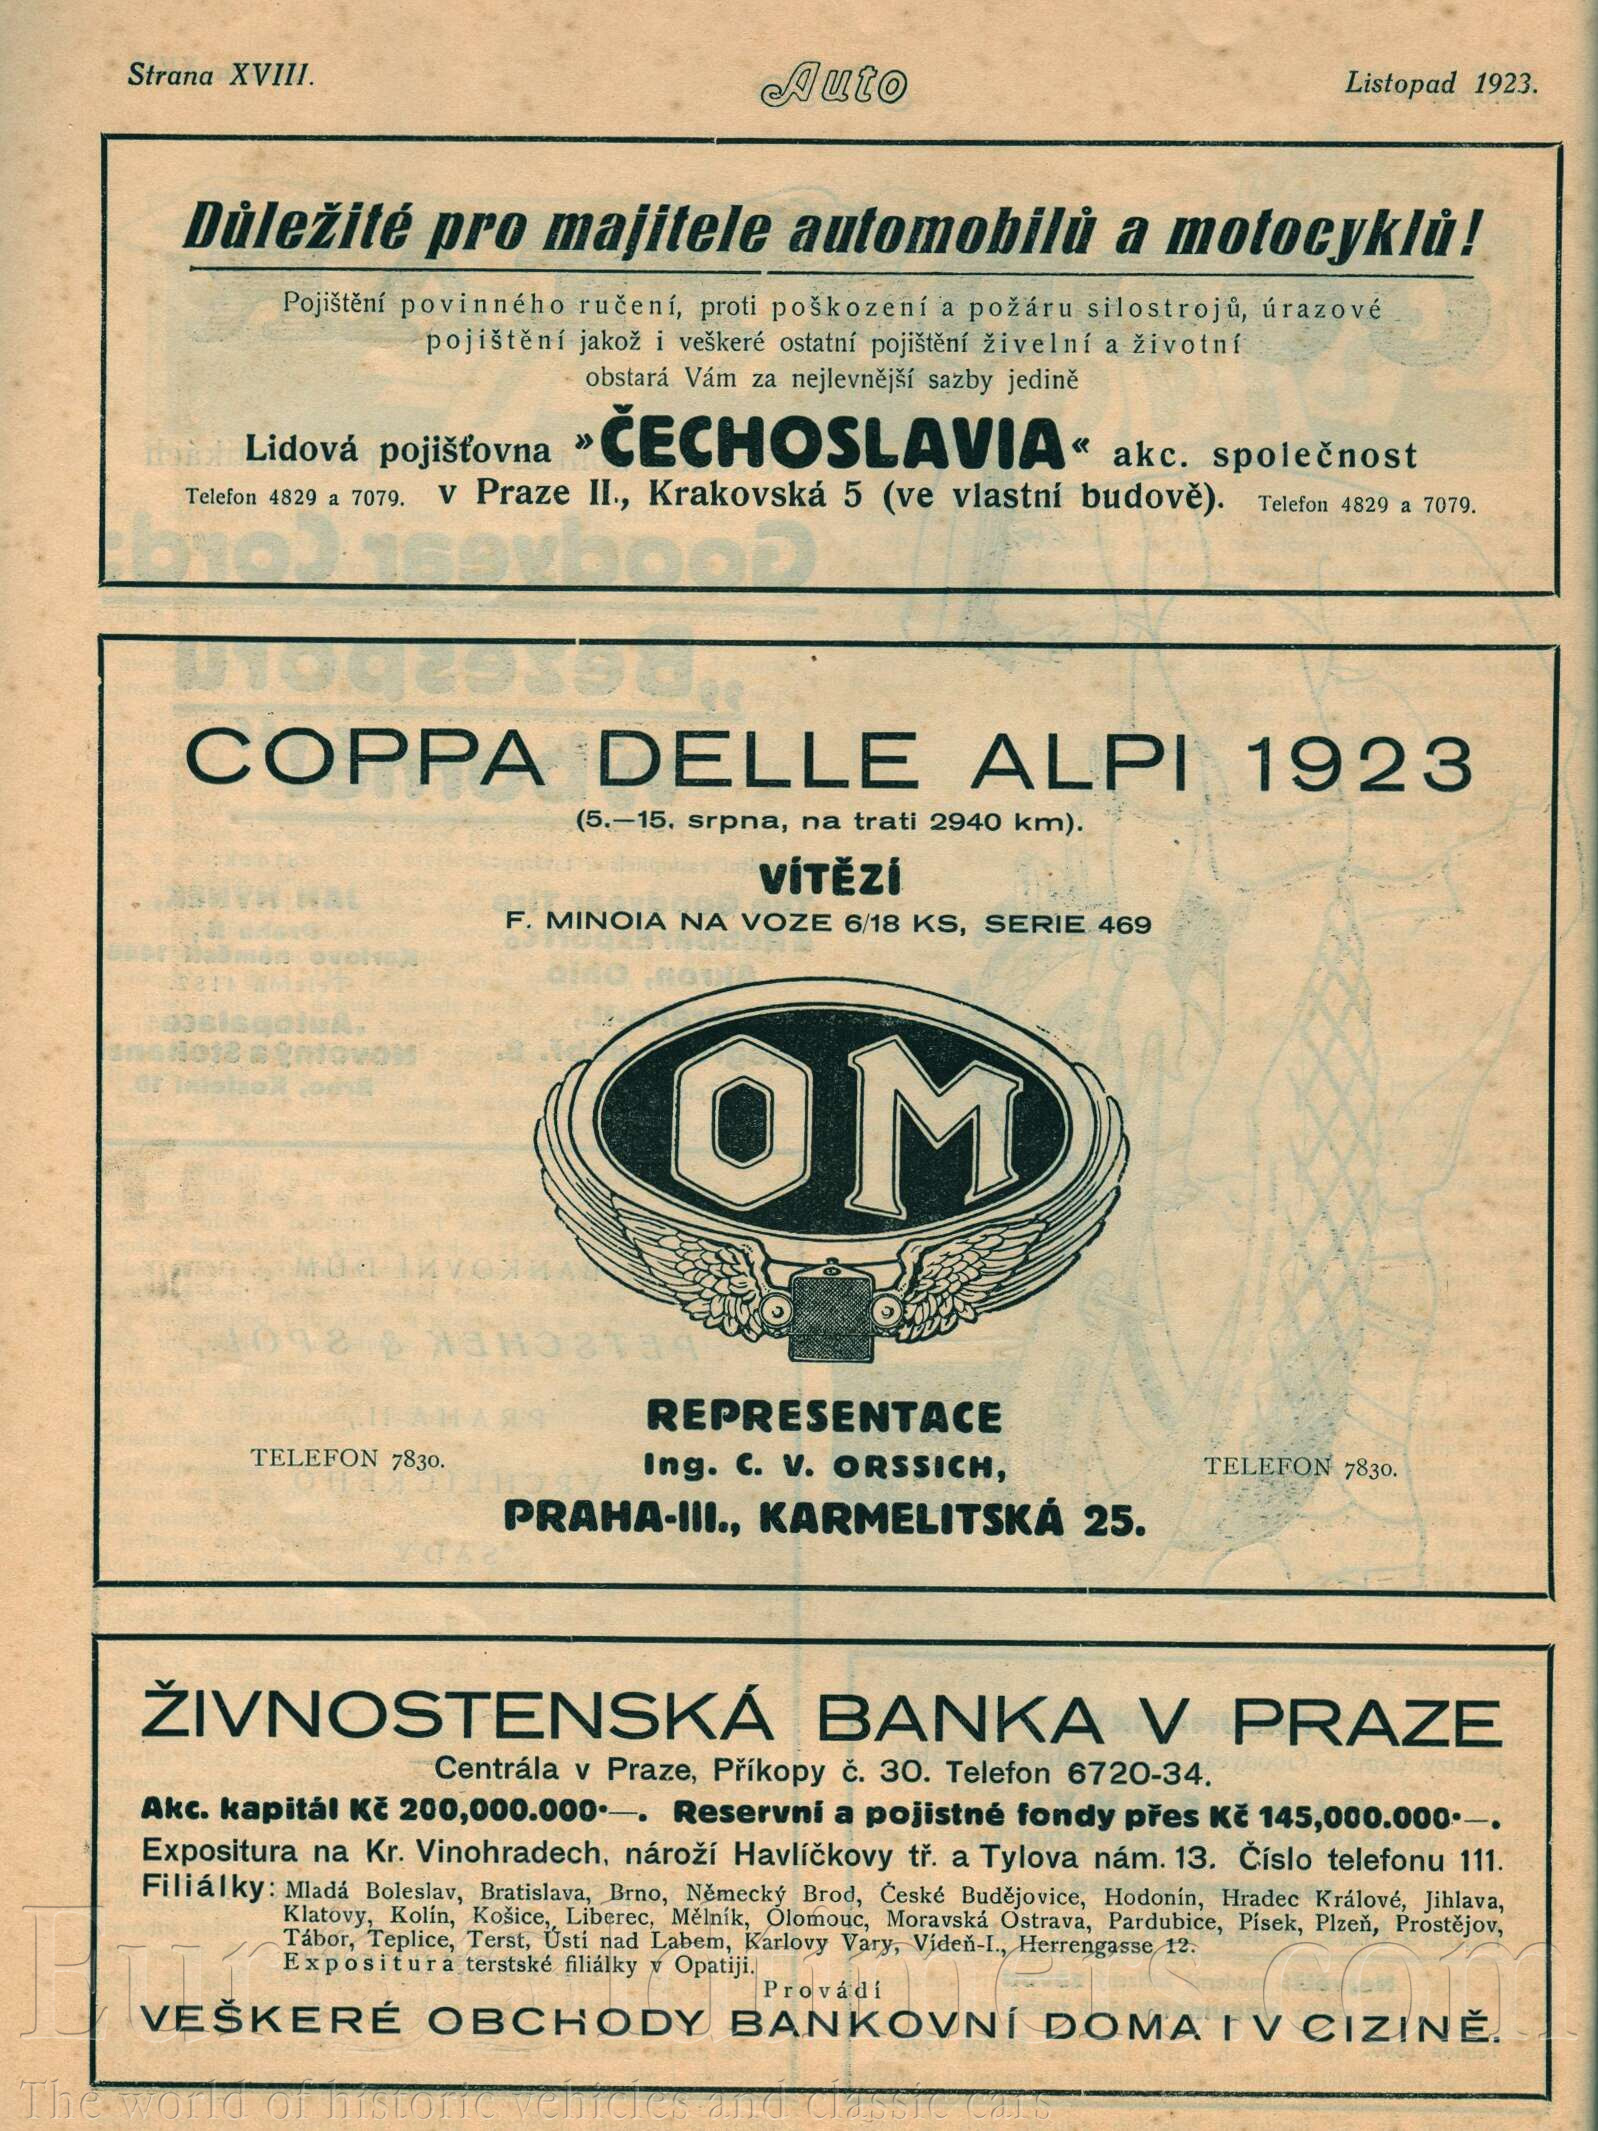 Strana XVIII.
Auto
Listopad 1923.
Důležité pro majitele automobilů a motocyklů!
Pojištění povinného ručení, proti poškození a požáru silostrojů, úrazové
pojištění jakož i veškeré ostatní pojištění živelní a životní
obstará Vám za nejlevnější sazby jedině
Lidová pojišťovna »ČECHOSLAVIA« akc. společnost
Telefon 4829 a 7079. v Praze II., Krakovská 5 (ve vlastní budově). Telefon 4829 a 7079.
COPPA DELLE ALPI 1923
(5.—15. srpna, na trati 2940 km).
VÍTĚZÍ
F. MINOIA NA VOZE 6/18 KS, SERIE 469
OM
REPRESENTACE
TELEFON 7830. Ing. C. V. ORSSICH, TELEFON 7830.
PRAHA-III., KARMELITSKÁ 25.
ŽIVNOSTENSKÁ BANKA V PRAZE
Centrála v Praze, Příkopy č. 30. Telefon 6720-34.
Akc. kapitál Kč 200,000.000·—. Reservní a pojistné fondy přes Kč 145,000.000·—.
Expositura na Kr. Vinohradech, nároží Havlíčkovy tř. a Tylova nám. 13. Číslo telefonu 111.
Filiálky: Mladá Boleslav, Bratislava, Brno, Německý Brod, České Budějovice, Hodonín, Hradec Králové, Jihlava,
Klatovy, Kolín, Košice, Liberec, Mělník, Olomouc, Moravská Ostrava, Pardubice, Písek, Plzeň, Prostějov,
Tábor, Teplice, Terst, Ústí nad Labem, Karlovy Vary, Vídeň-I., Herrengasse 12.
Expositura terstské filiálky v Opatiji.
Provádí
VEŠKERÉ OBCHODY BANKOVNÍ DOMA I V CIZINĚ.
The world of historic vehicles and classic cars